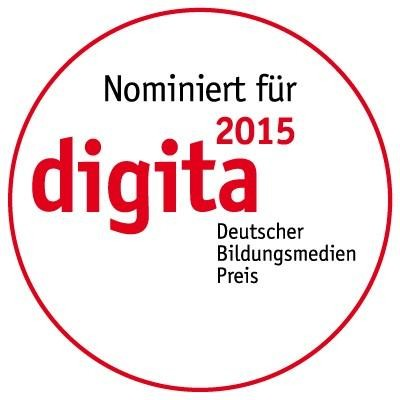 Nominiert für
2015
digita
Deutscher
Bildungsmedien
Preis